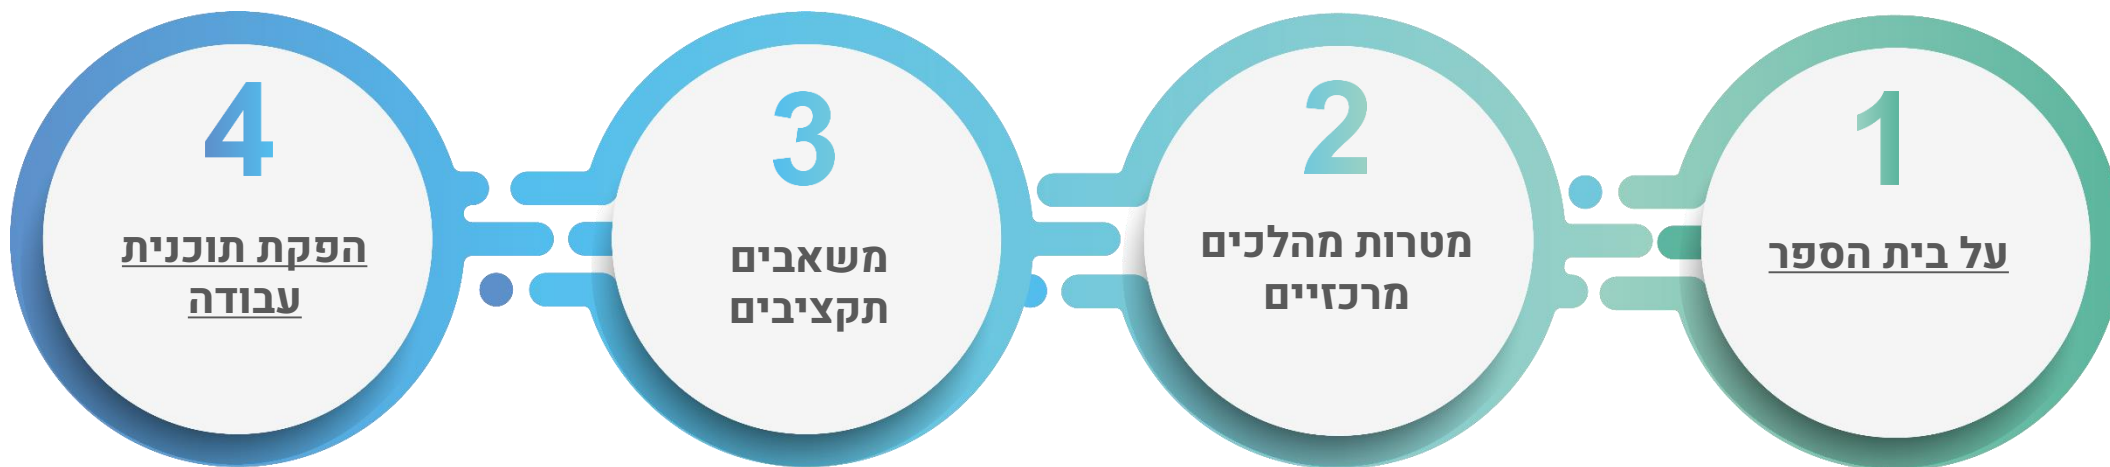 1
על בית הספר
2
מטרות מהלכים
מרכזיים
3
משאבים
תקציבים
4
הפקת תוכנית
עבודה